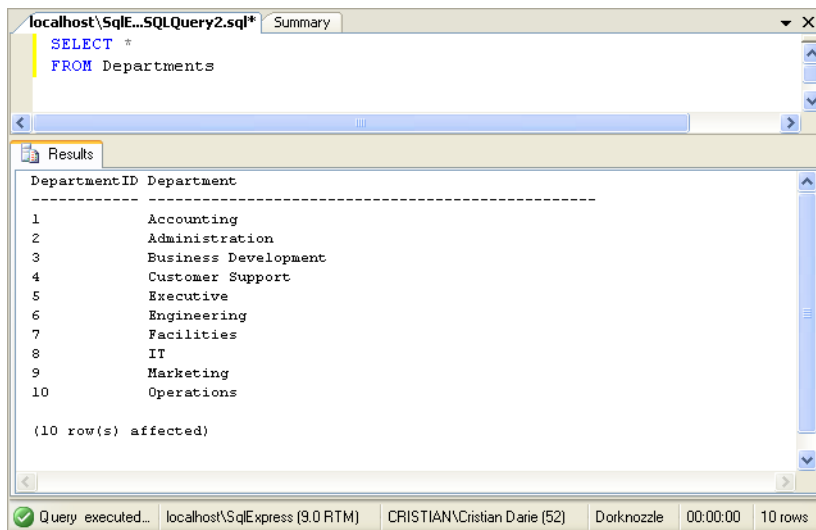 localhost\SqlE...SQLQuery2.sql* Summary
SELECT *
FROM Departments
Results
DepartmentID Department
------------ --------------------------------------------------
1 Accounting
2 Administration
3 Business Development
4 Customer Support
5 Executive
6 Engineering
7 Facilities
8 IT
9 Marketing
10 Operations
(10 row(s) affected)
Query executed... localhost\SqlExpress (9.0 RTM) CRISTIAN\Cristian Darie (52) Dorknozzle 00:00:00 10 rows